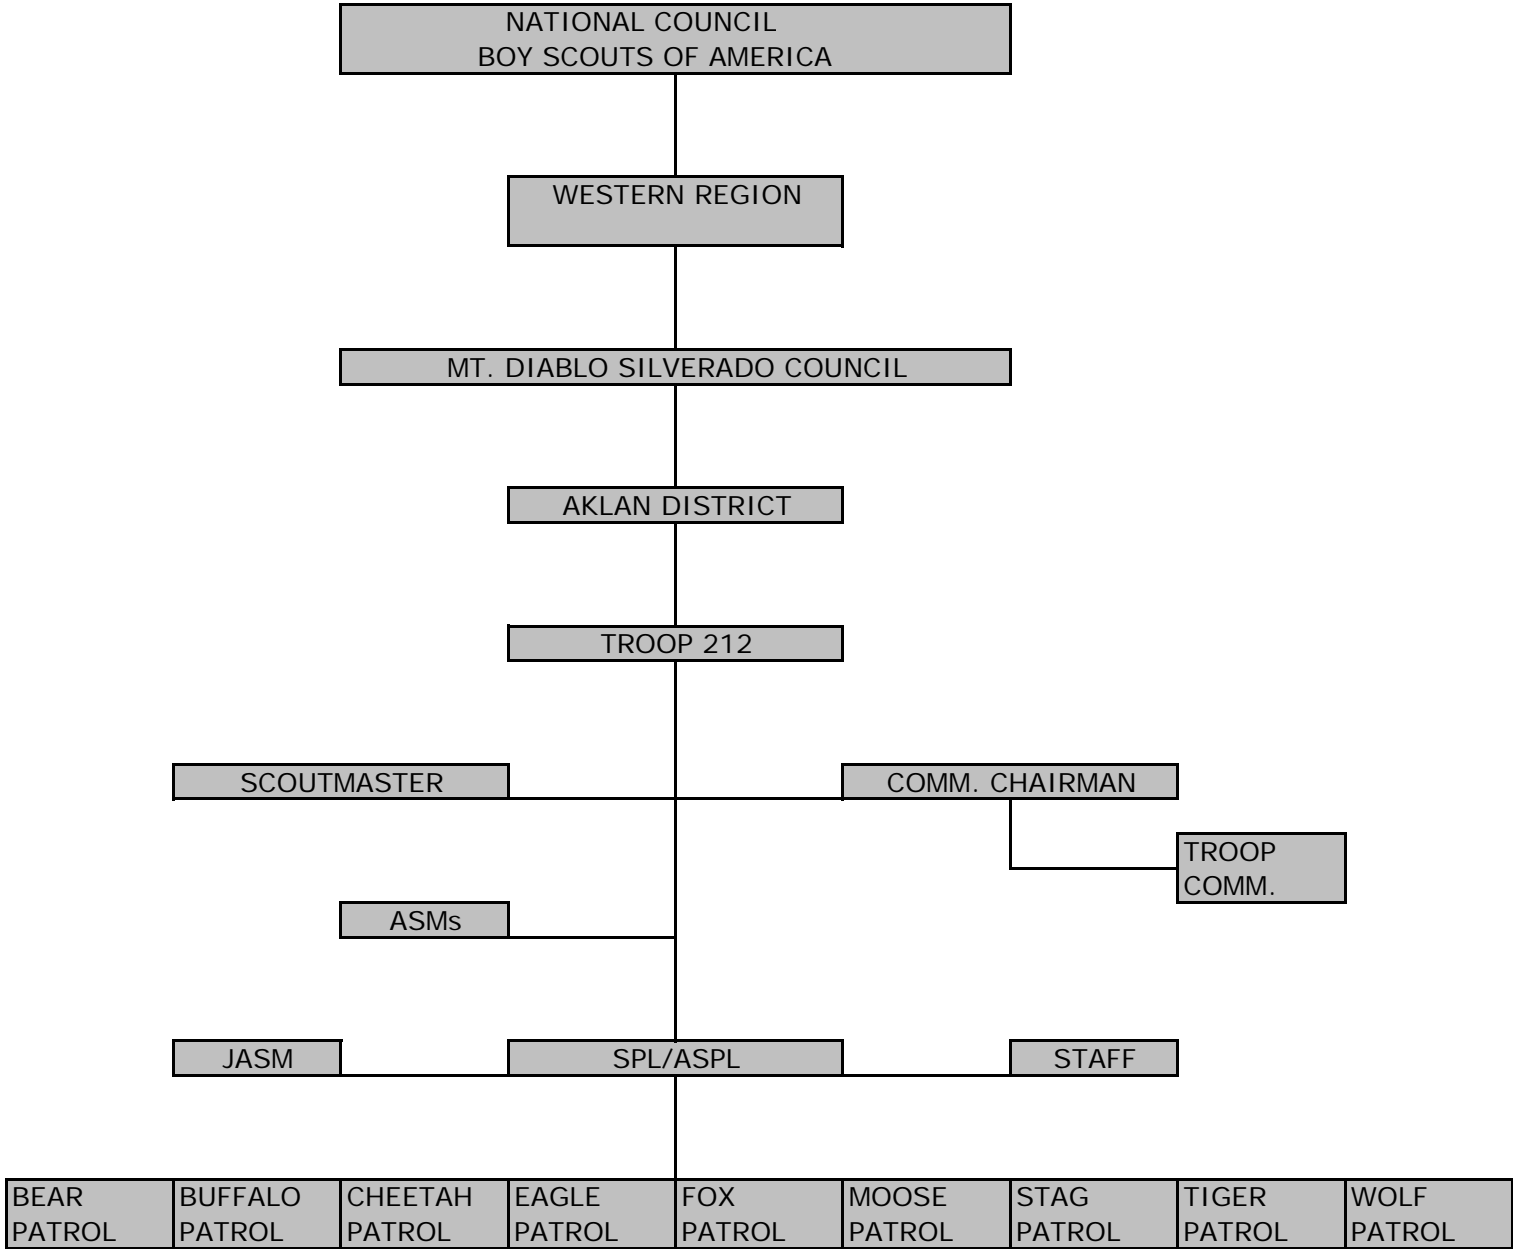 NATIONAL COUNCIL
BOY SCOUTS OF AMERICA
WESTERN REGION
MT. DIABLO SILVERADO COUNCIL
AKLAN DISTRICT
TROOP 212
SCOUTMASTER
COMM. CHAIRMAN
TROOP
COMM.
ASMs
JASM
SPL/ASPL
STAFF
BEAR
PATROL
BUFFALO
PATROL
CHEETAH
PATROL
EAGLE
PATROL
FOX
PATROL
MOOSE
PATROL
STAG
PATROL
TIGER
PATROL
WOLF
PATROL